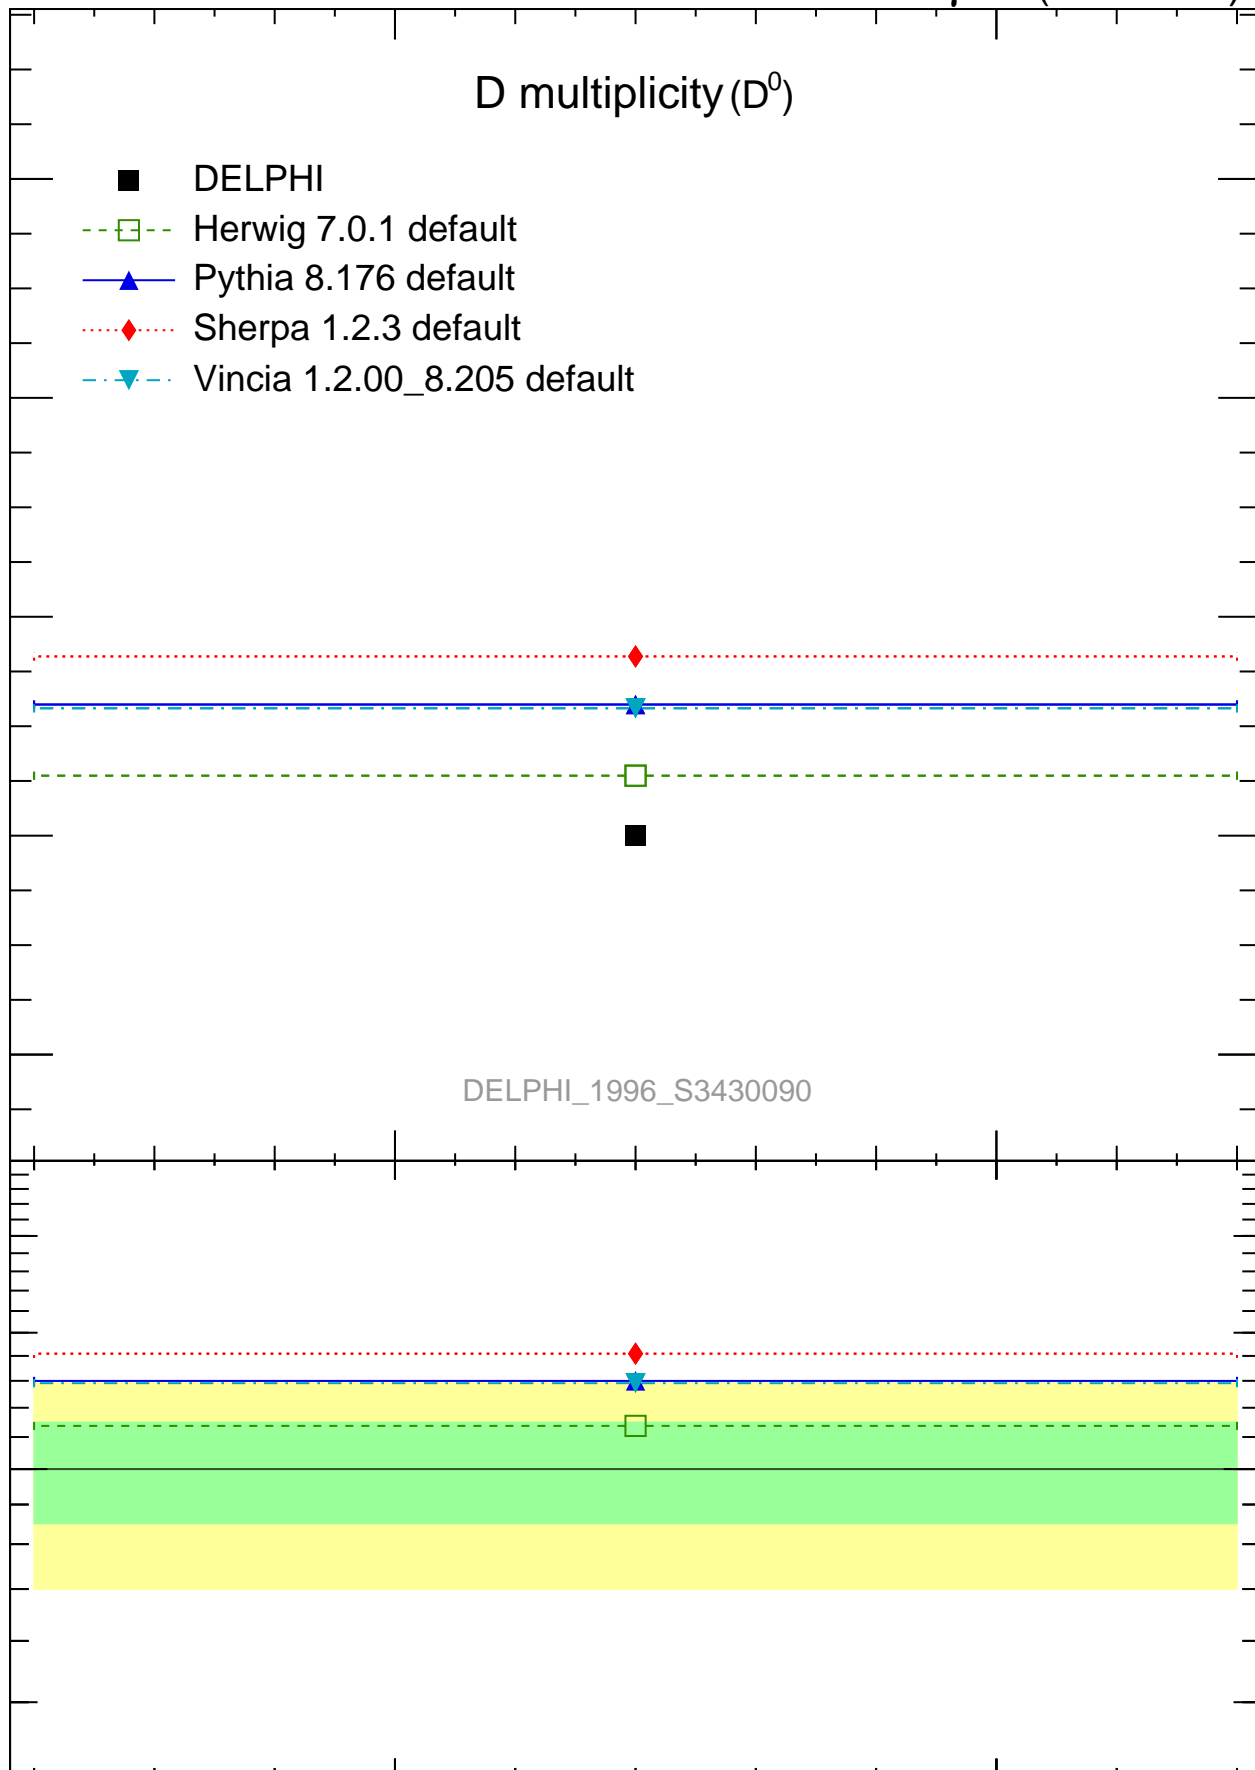 D multiplicity (D⁰)
DELPHI
Herwig 7.0.1 default
Pythia 8.176 default
Sherpa 1.2.3 default
Vincia 1.2.00_8.205 default
DELPHI_1996_S3430090